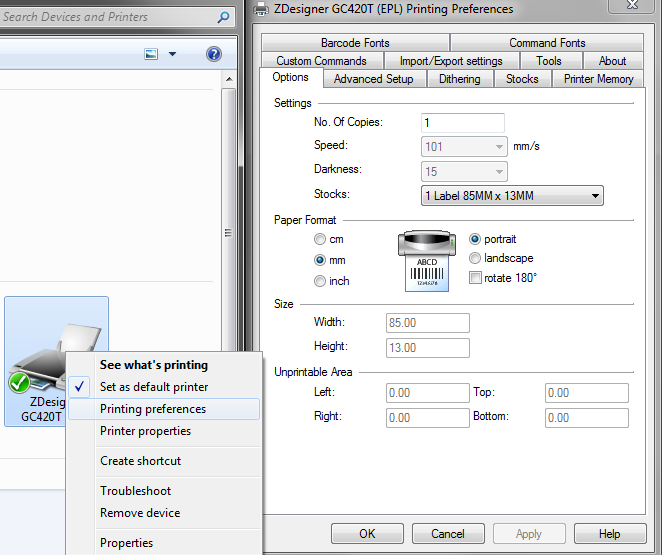 Search Devices and Printers
ZDesigner GC420T (EPL) Printing Preferences
Barcode Fonts
Command Fonts
Custom Commands
Import/Export settings
Tools
About
Options
Advanced Setup
Dithering
Stocks
Printer Memory
Settings
No. Of Copies:
1
Speed:
101
mm/s
Darkness:
15
Stocks:
1 Label 85MM x 13MM
Paper Format
cm
mm
inch
ABCD
12345678
portrait
landscape
rotate 180°
Size
Width:
85.00
Height:
13.00
Unprintable Area
Left:
0.00
Top:
0.00
Right:
0.00
Bottom:
0.00
OK
Cancel
Apply
Help
ZDesig
GC420T
See what's printing
Set as default printer
Printing preferences
Printer properties
Create shortcut
Troubleshoot
Remove device
Properties